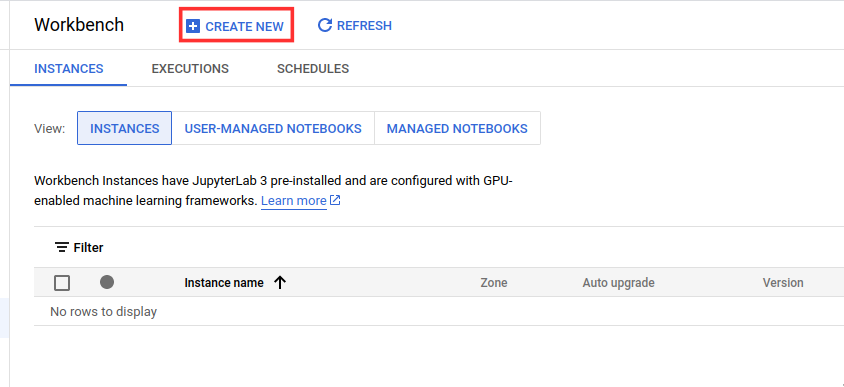 Workbench CREATE NEW REFRESH
INSTANCES EXECUTIONS SCHEDULES
View: INSTANCES USER-MANAGED NOTEBOOKS MANAGED NOTEBOOKS
Workbench Instances have JupyterLab 3 pre-installed and are configured with GPU-
enabled machine learning frameworks. Learn more
Filter
Instance name Zone Auto upgrade Version
No rows to display